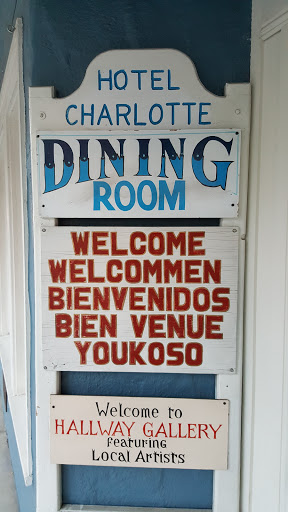 HOTEL
CHARLOTTE
DINING
ROOM
WELCOME
WELCOMMEN
BIENVENIDOS
BIEN VENUE
YOUKOSO
Welcome to
HALLWAY GALLERY
featuring
Local Artists